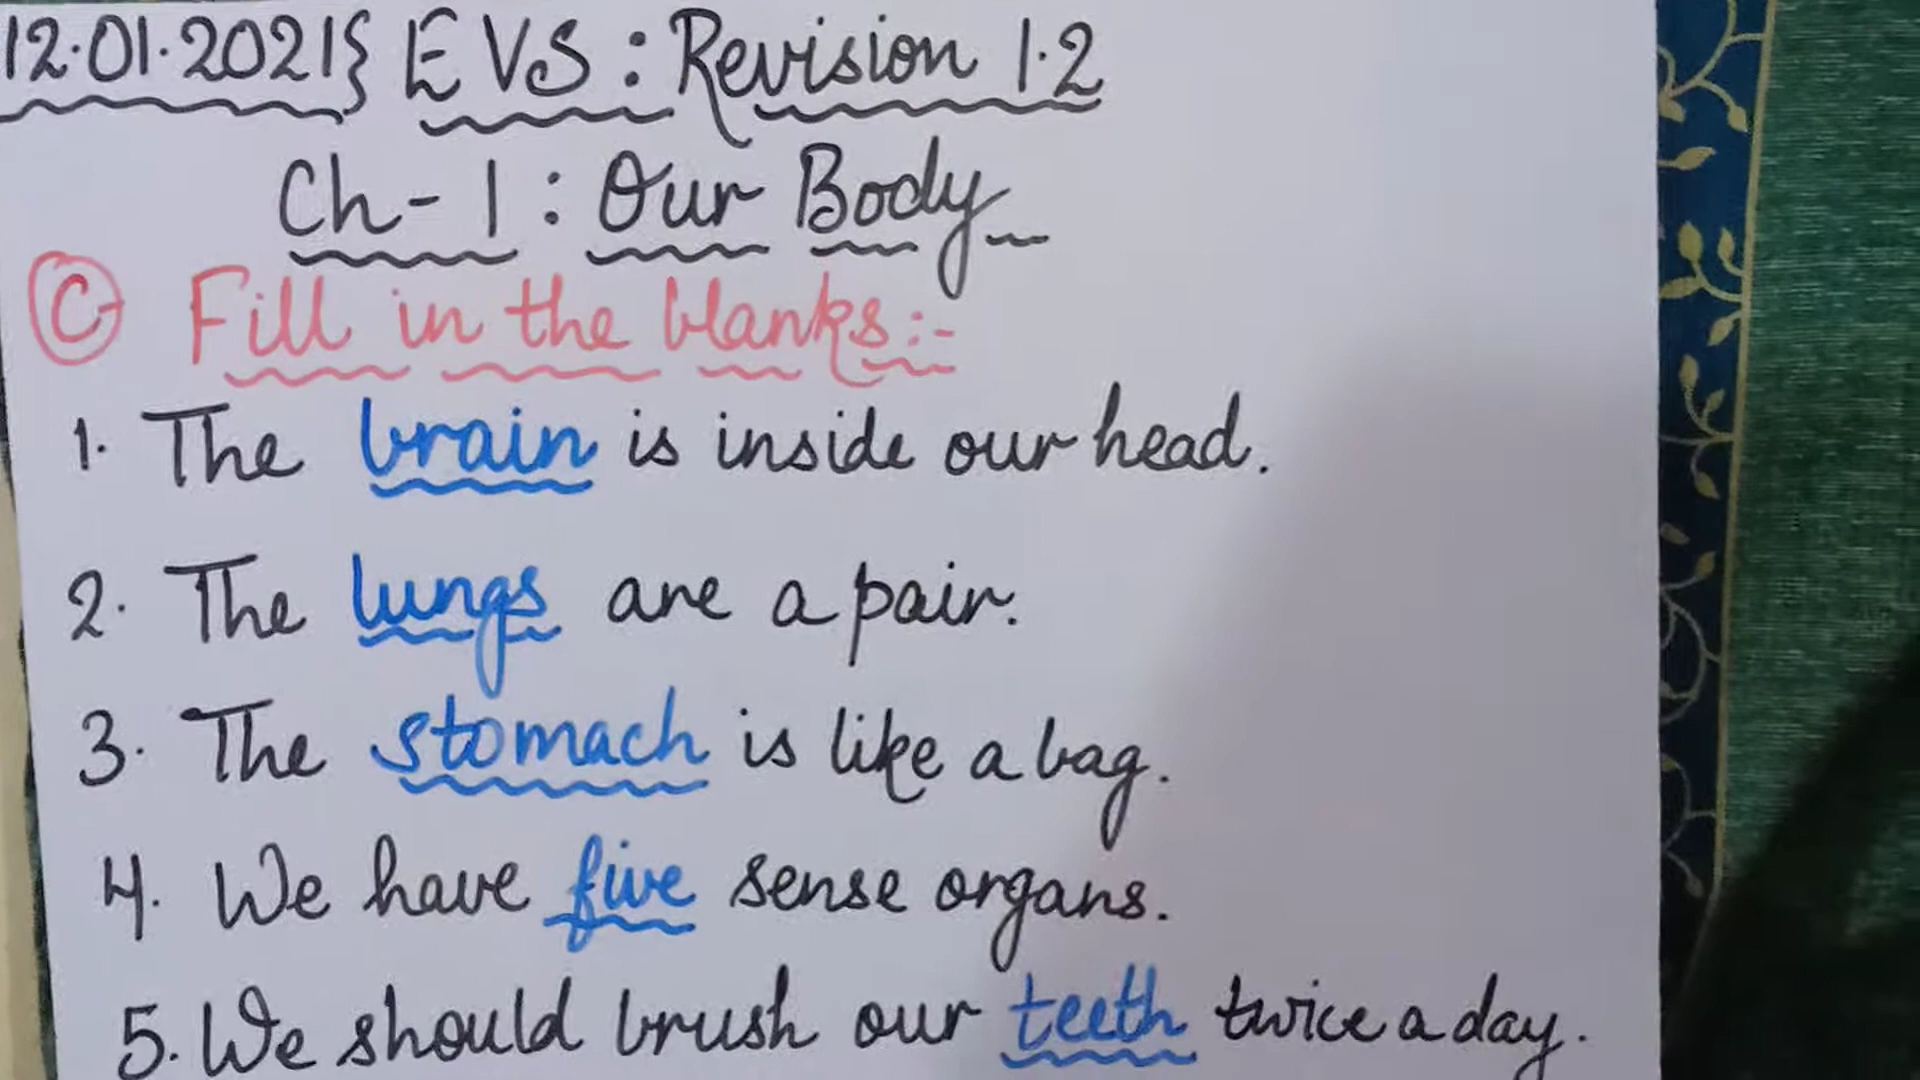 12.01.2021} EVS : Revision 1.2
Ch-1 : Our Body
C Fill in the blanks:-
1. The brain is inside our head.
2. The lungs are a pair.
3. The stomach is like a bag.
4. We have five sense organs.
5. We should brush our teeth twice a day.